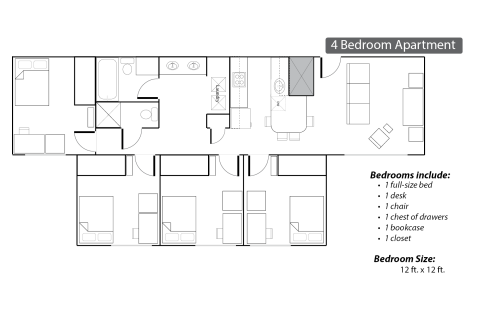 4 Bedroom Apartment
Laundry
Bedrooms include:
• 1 full-size bed
• 1 desk
• 1 chair
• 1 chest of drawers
• 1 bookcase
• 1 closet
Bedroom Size:
12 ft. x 12 ft.